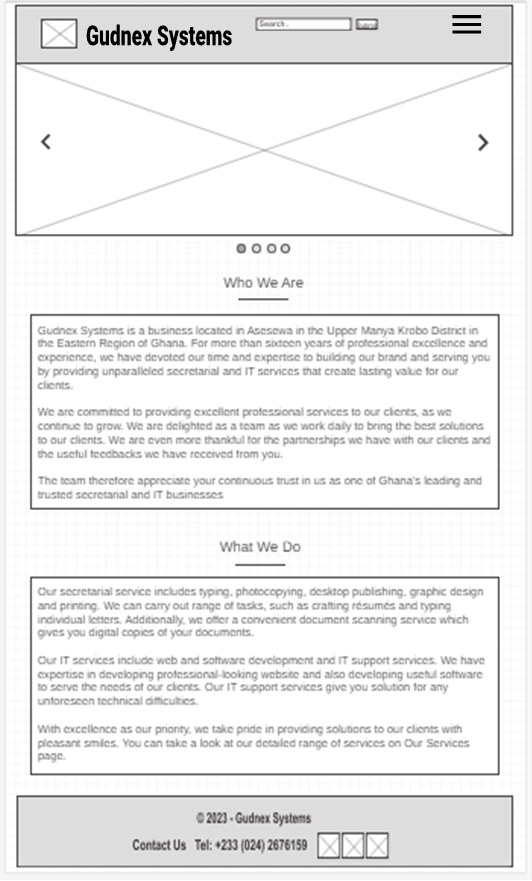 Gudnex Systems
Search..
Submit
Who We Are
Gudnex Systems is a business located in Asesewa in the Upper Manya Krobo District in
the Eastern Region of Ghana. For more than sixteen years of professional excellence and
experience, we have devoted our time and expertise to building our brand and serving you
by providing unparalleled secretarial and IT services that create lasting value for our
clients.
We are committed to providing excellent professional services to our clients, as we
continue to grow. We are delighted as a team as we work daily to bring the best solutions
to our clients. We are even more thankful for the partnerships we have with our clients and
the useful feedbacks we have received from you.
The team therefore appreciate your continuous trust in us as one of Ghana's leading and
trusted secretarial and IT businesses
What We Do
Our secretarial service includes typing, photocopying, desktop publishing, graphic design
and printing. We can carry out range of tasks, such as crafting résumés and typing
individual letters. Additionally, we offer a convenient document scanning service which
gives you digital copies of your documents.
Our IT services include web and software development and IT support services. We have
expertise in developing professional-looking website and also developing useful software
to serve the needs of our clients. Our IT support services give you solution for any
unforeseen technical difficulties.
With excellence as our priority, we take pride in providing solutions to our clients with
pleasant smiles. You can take a look at our detailed range of services on Our Services
page.
© 2023 - Gudnex Systems
Contact Us Tel: +233 (024) 2676159